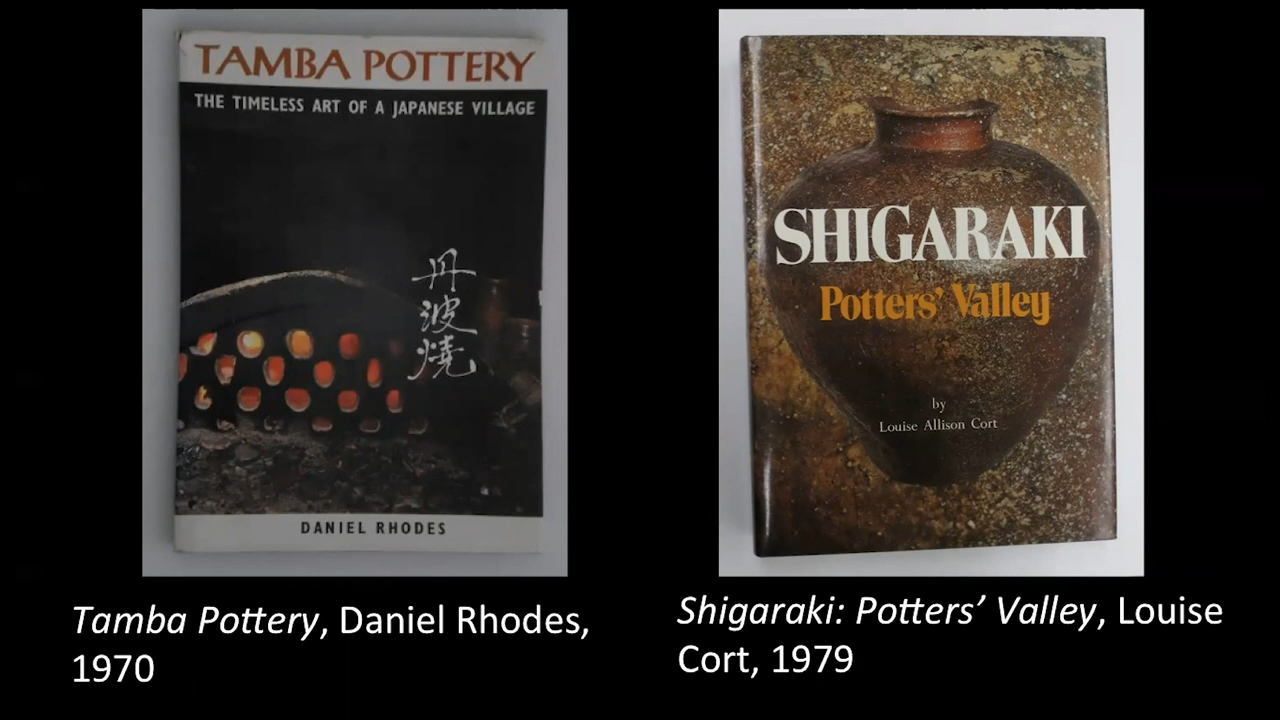 TAMBA POTTERY
THE TIMELESS ART OF A JAPANESE VILLAGE
丹
波
燒
DANIEL RHODES
Tamba Pottery, Daniel Rhodes,
1970
SHIGARAKI
Potters' Valley
by
Louise Allison Cort
Shigaraki: Potters’ Valley, Louise
Cort, 1979